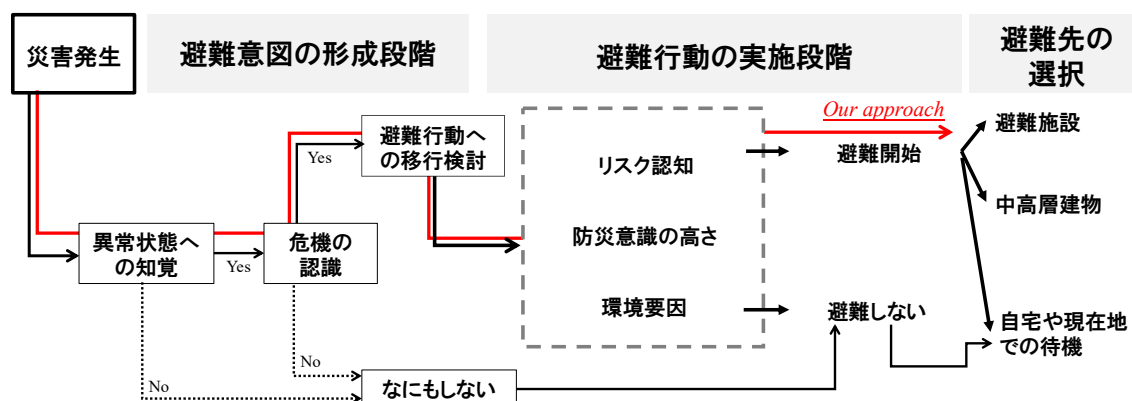 災害発生
避難意図の形成段階
避難行動の実施段階
避難先の
選択
Our approach
避難行動へ
の移行検討
Yes
リスク認知
避難開始
避難施設
中高層建物
異常状態へ
の知覚
Yes
危機の
認識
防災意識の高さ
環境要因
避難しない
自宅や現在地
での待機
No
No
なにもしない